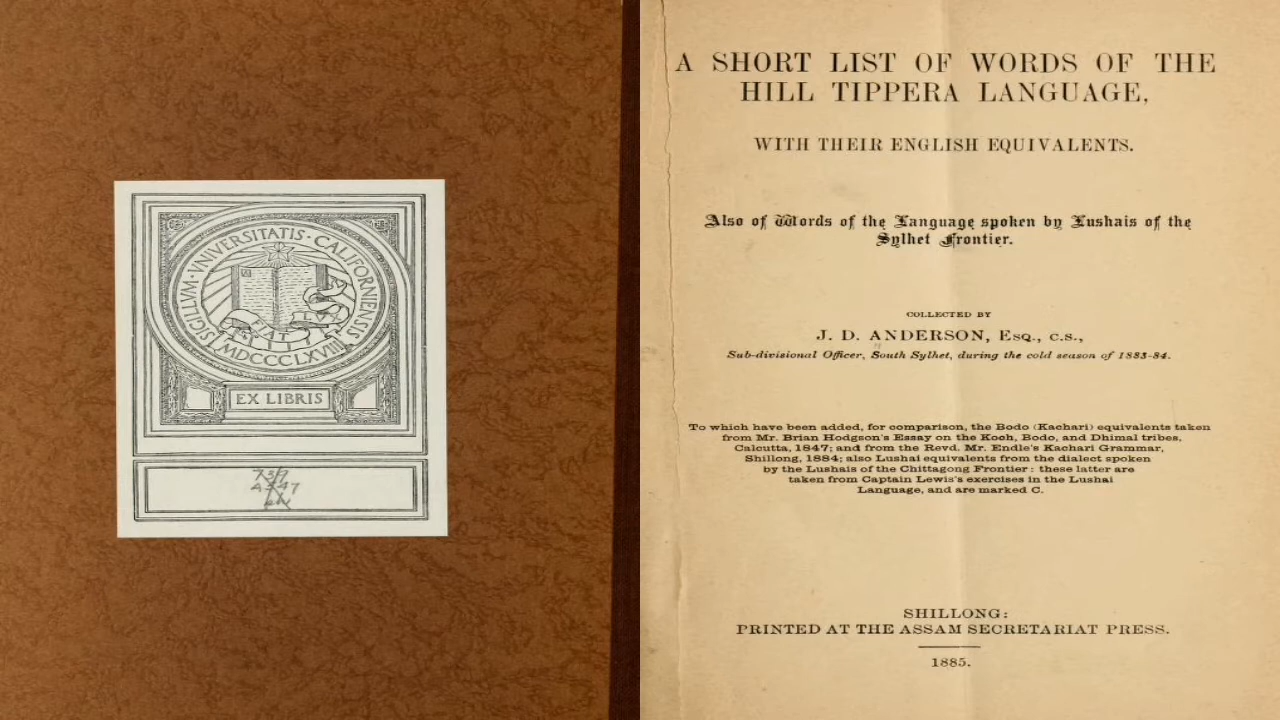 SIGILLVM · VNIVERSITATIS · CALIFORNIENSIS
MDCCCLXVIII
EX LIBRIS
A SHORT LIST OF WORDS OF THE
HILL TIPPERA LANGUAGE,
WITH THEIR ENGLISH EQUIVALENTS.
Also of Words of the Language spoken by Lushais of the
Sylhet Frontier.
COLLECTED BY
J. D. ANDERSON, Esq., C.S.,
Sub-divisional Officer, South Sylhet, during the cold season of 1883-84.
To which have been added, for comparison, the Bodo (Kachari) equivalents taken
from Mr. Brian Hodgson's Essay on the Koch, Bodo, and Dhimal tribes,
Calcutta, 1847; and from the Revd. Mr. Endle's Kachari Grammar,
Shillong, 1884; also Lushai equivalents from the dialect spoken
by the Lushais of the Chittagong Frontier: these latter are
taken from Captain Lewis's exercises in the Lushai
Language, and are marked C.
SHILLONG:
PRINTED AT THE ASSAM SECRETARIAT PRESS.
1885.